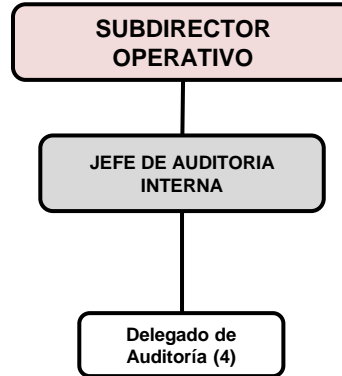 SUBDIRECTOR
OPERATIVO
JEFE DE AUDITORIA
INTERNA
Delegado de
Auditoría (4)